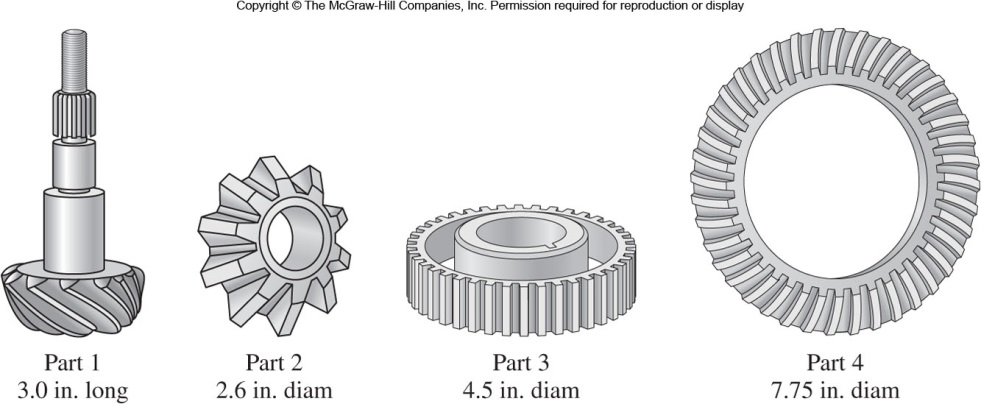 Copyright © The McGraw-Hill Companies, Inc. Permission required for reproduction or display
Part 1
3.0 in. long
Part 2
2.6 in. diam
Part 3
4.5 in. diam
Part 4
7.75 in. diam